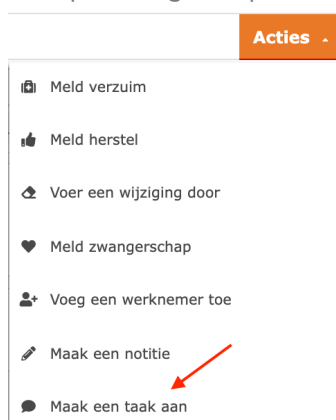 Acties
Meld verzuim
Meld herstel
Voer een wijziging door
Meld zwangerschap
Voeg een werknemer toe
Maak een notitie
Maak een taak aan